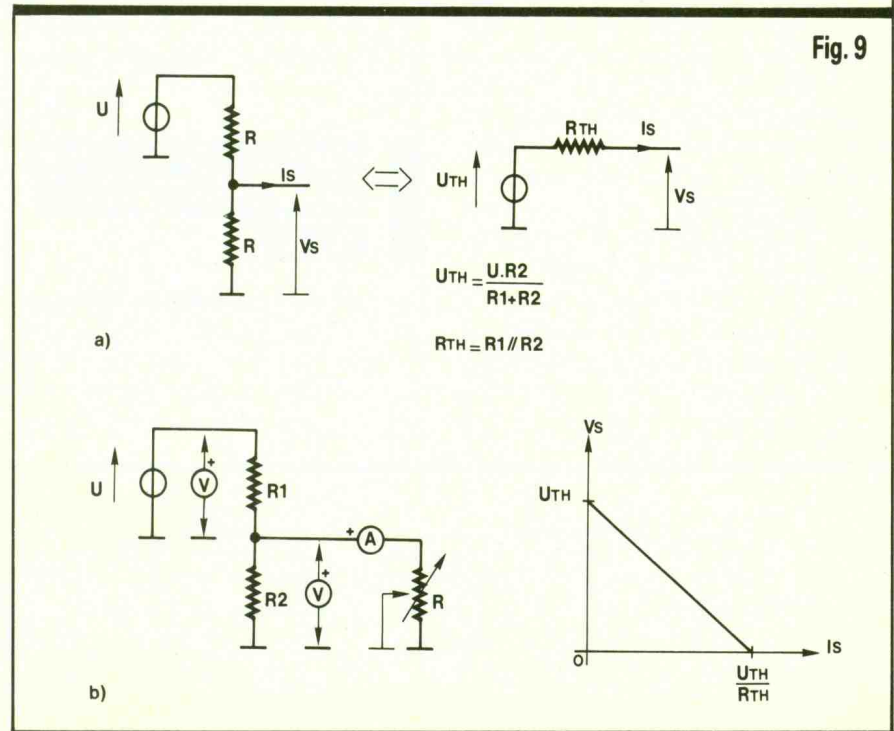 Fig. 9
U
R
Is
R
Vs
a)
UTH
RTH
Is
Vs
UTH = U.R2
R1+R2
RTH = R1//R2
U
+
V
R1
R2
+
V
+
A
R
b)
Vs
UTH
O
Is
UTH
RTH